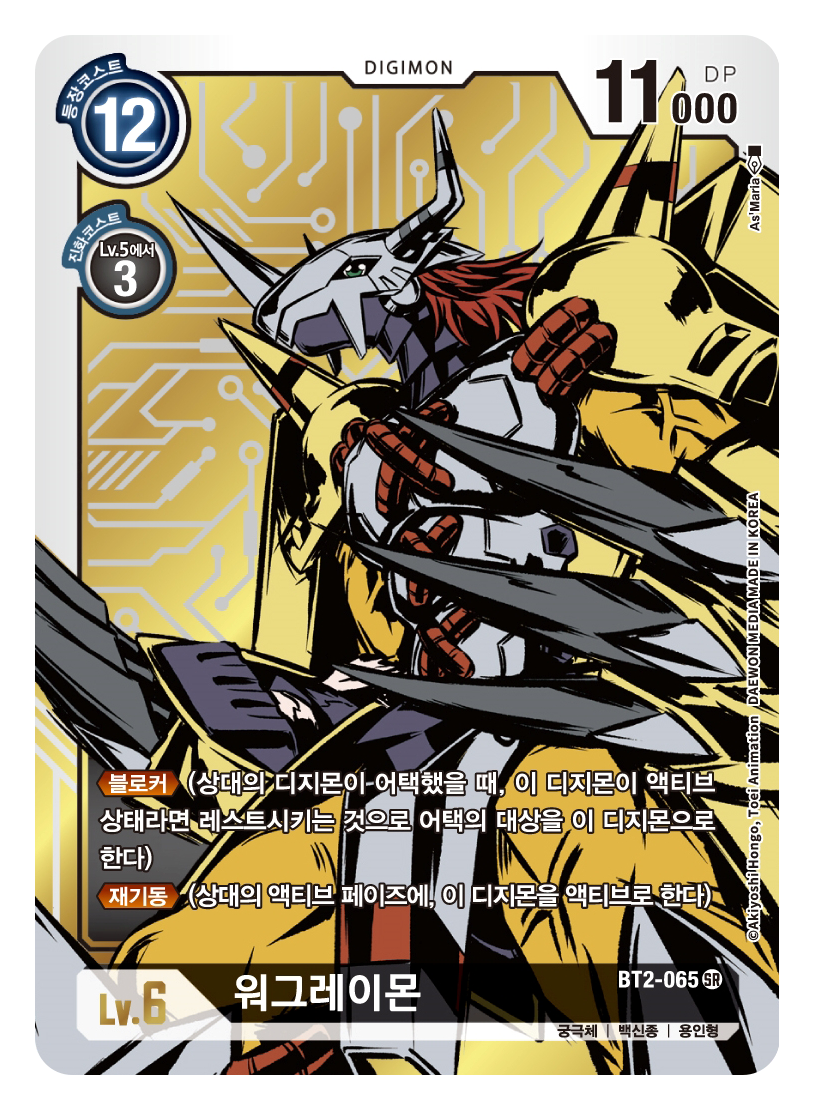 DIGIMON
등장코스트
12
11000
DP
As'Maria
진화코스트
Lv.5에서
3
블로커 (상대의 디지몬이 어택했을 때, 이 디지몬이 액티브
상태라면 레스트시키는 것으로 어택의 대상을 이 디지몬으로
한다)
재기동 (상대의 액티브 페이즈에, 이 디지몬을 액티브로 한다)
©Akiyoshi Hongo, Toei Animation DAEWON MEDIA MADE IN KOREA
Lv.6
워그레이몬
BT2-065 SR
궁극체 | 백신종 | 용인형